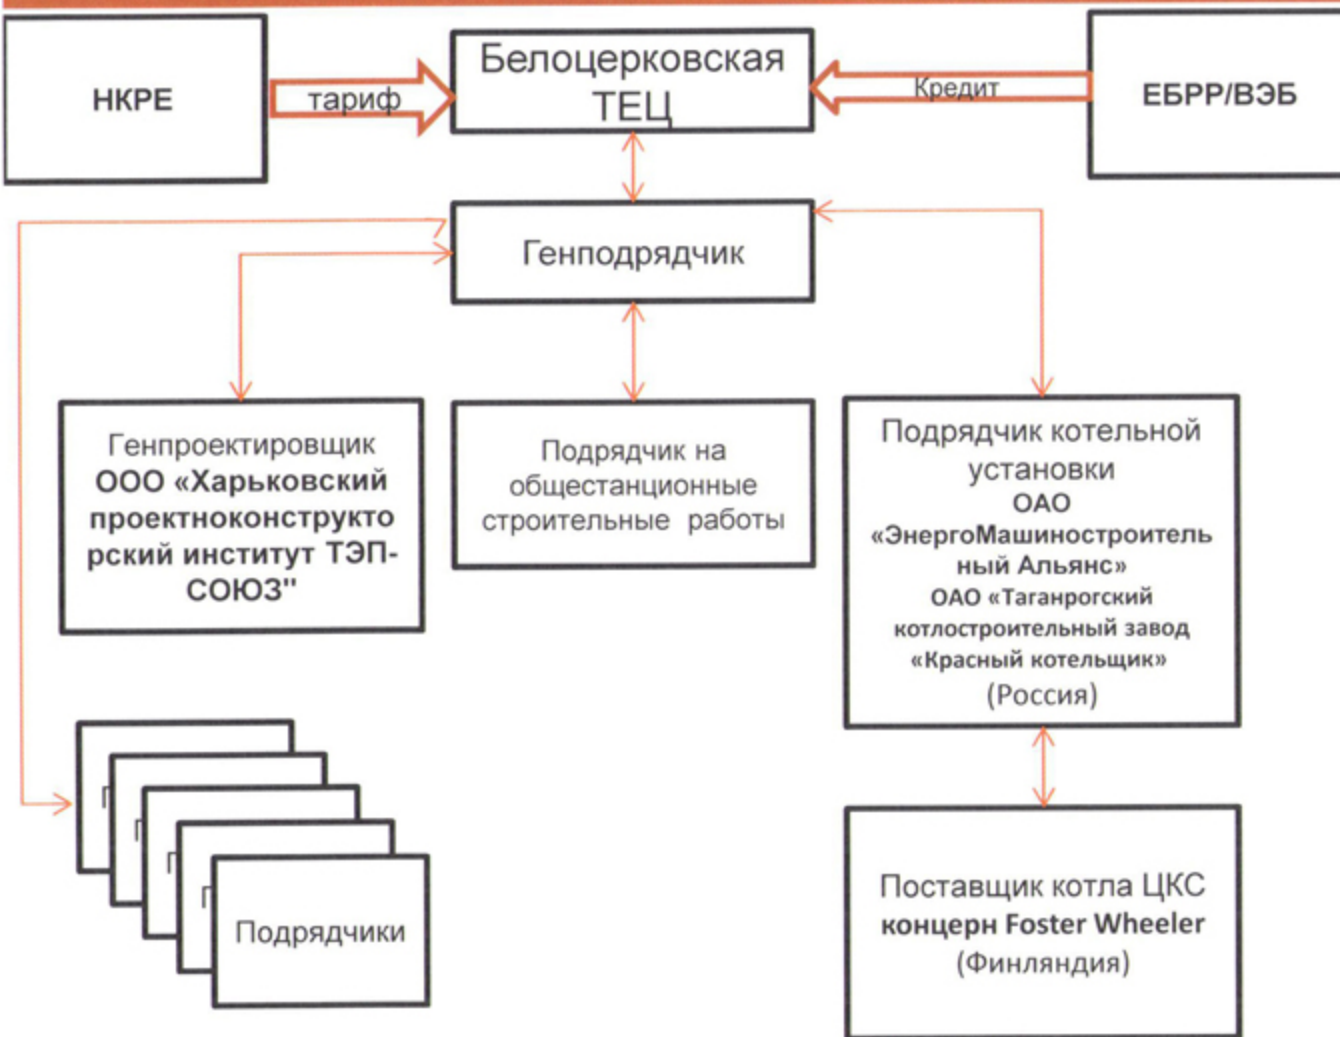 НКРЕ
тариф
Белоцерковская
ТЕЦ
Кредит
ЕБРР/ВЭБ
Генподрядчик
Генпроектировщик
ООО «Харьковский
проектноконструкто
рский институт ТЭП-
СОЮЗ"
Подрядчик на
общестанционные
строительные работы
Подрядчик котельной
установки
ОАО
«ЭнергоМашиностроитель
ный Альянс»
ОАО «Таганрогский
котлостроительный завод
«Красный котельщик»
(Россия)
Подрядчики
Поставщик котла ЦКС
концерн Foster Wheeler
(Финляндия)